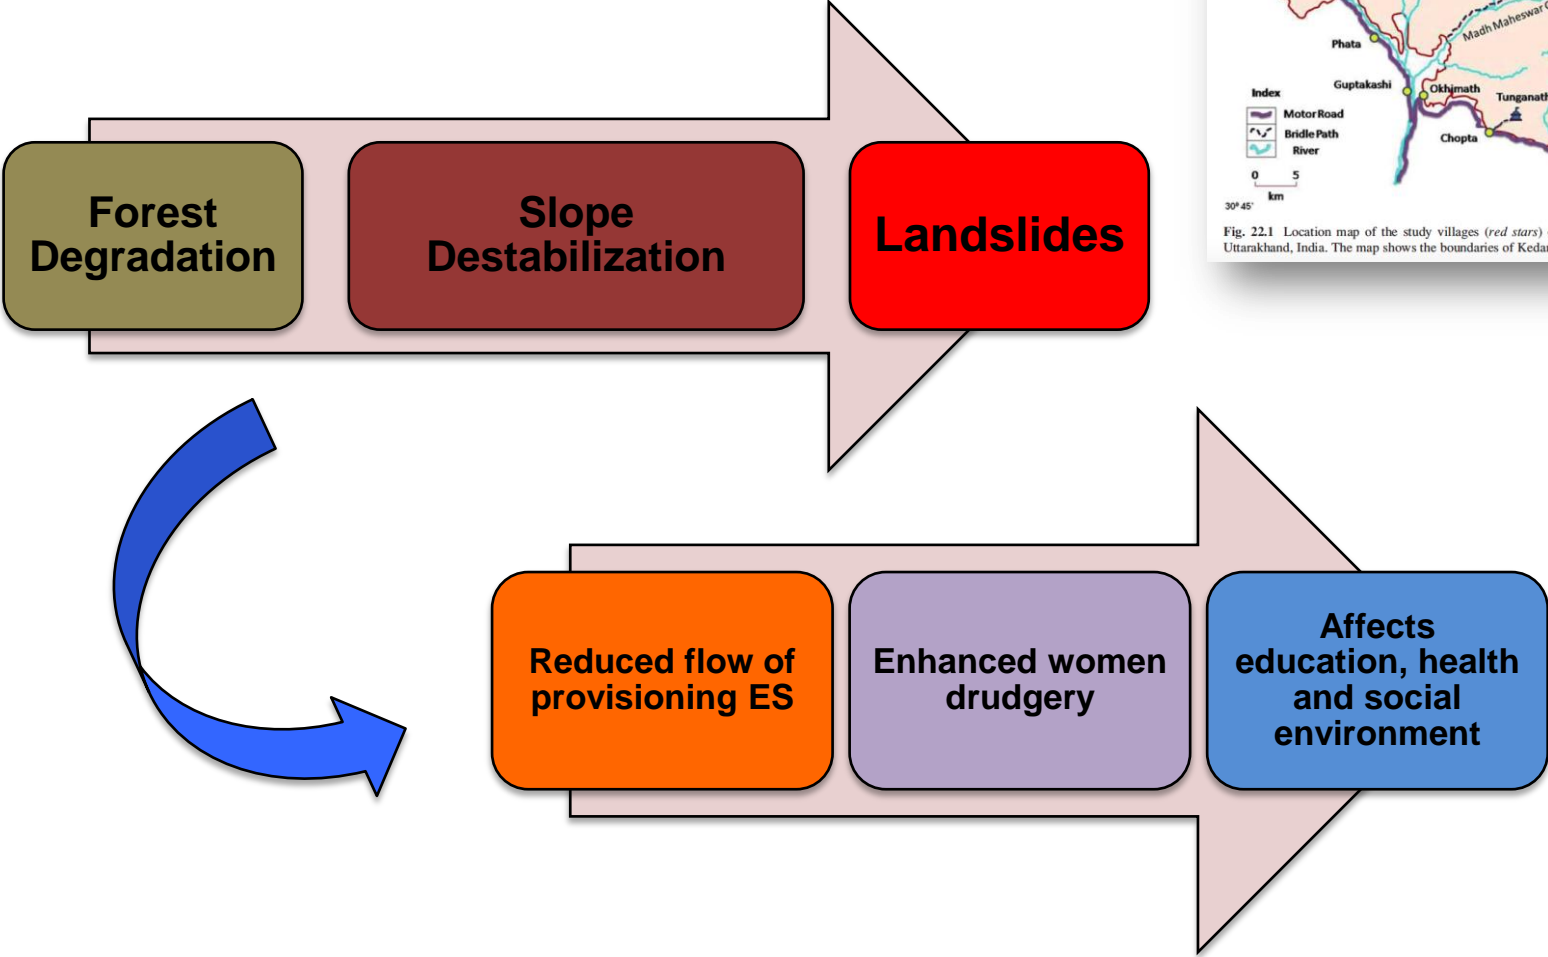 Forest
Degradation
Slope
Destabilization
Landslides
Madh Maheswar
Phata
Guptakashi
Okhimath
Tunganath
Chopta
Index
Motor Road
Bridle Path
River
0 5
km
30° 45'
Fig. 22.1 Location map of the study villages (red stars)
Uttarakhand, India. The map shows the boundaries of Kedar
Reduced flow of
provisioning ES
Enhanced women
drudgery
Affects
education, health
and social
environment